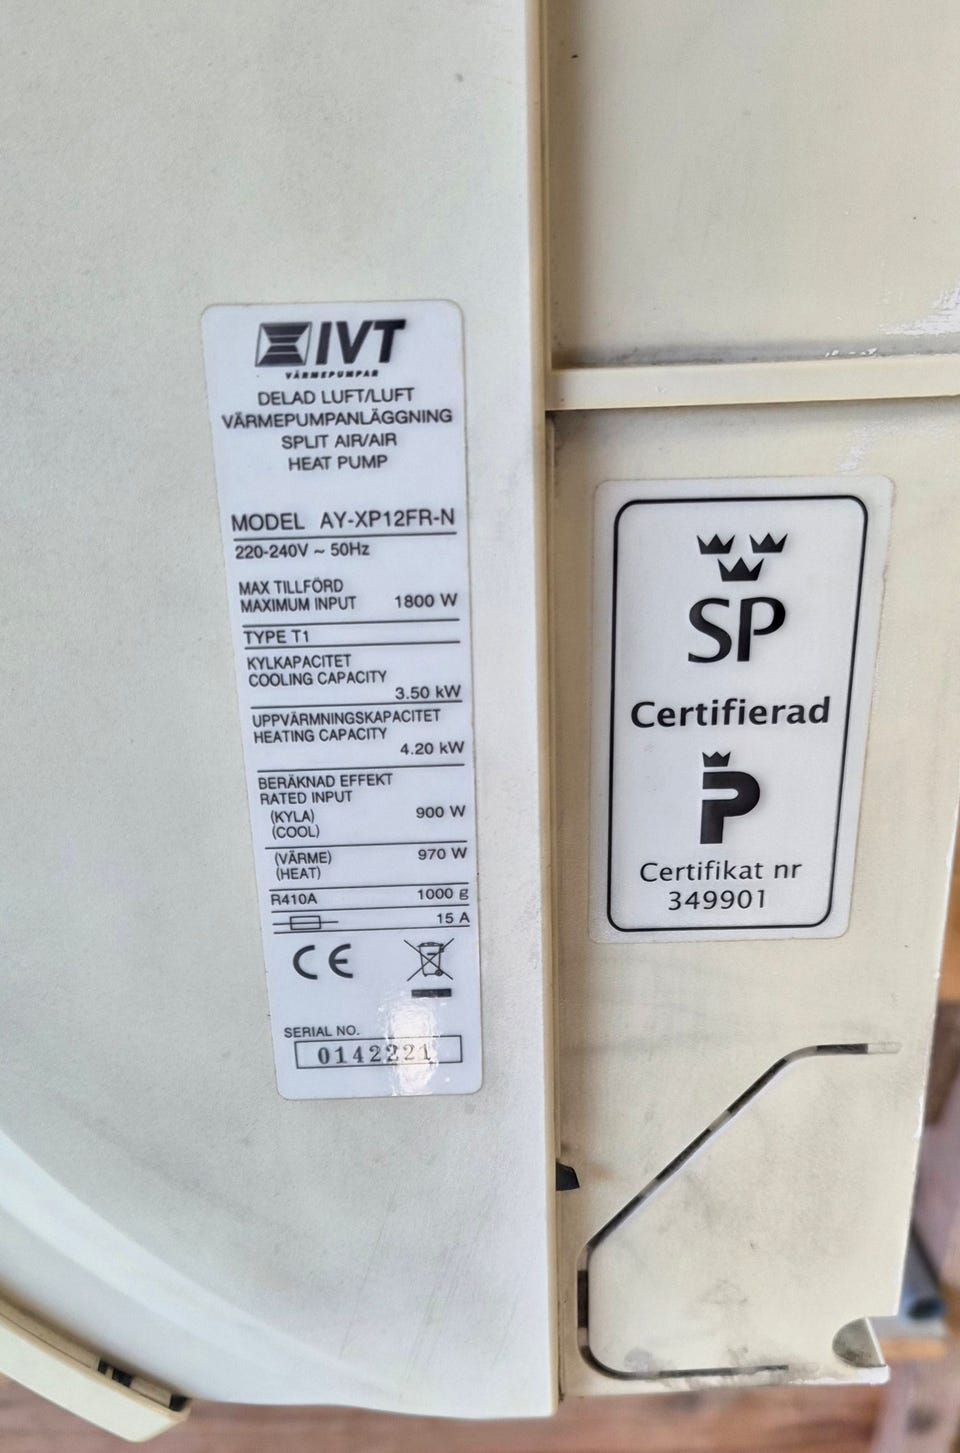 IVT
VÄRMEPUMPAR
DELAD LUFT/LUFT
VÄRMEPUMPANLÄGGNING
SPLIT AIR/AIR
HEAT PUMP
MODEL AY-XP12FR-N
220-240V ~ 50Hz
MAX TILLFÖRD
MAXIMUM INPUT 1800 W
TYPE T1
KYLKAPACITET
COOLING CAPACITY
3.50 kW
UPPVÄRMNINGSKAPACITET
HEATING CAPACITY
4.20 kW
BERÄKNAD EFFEKT
RATED INPUT
(KYLA) 900 W
(COOL)
(VÄRME) 970 W
(HEAT)
R410A 1000 g
15 A
CE
SERIAL NO.
0142221
SP
Certifierad
P
Certifikat nr
349901